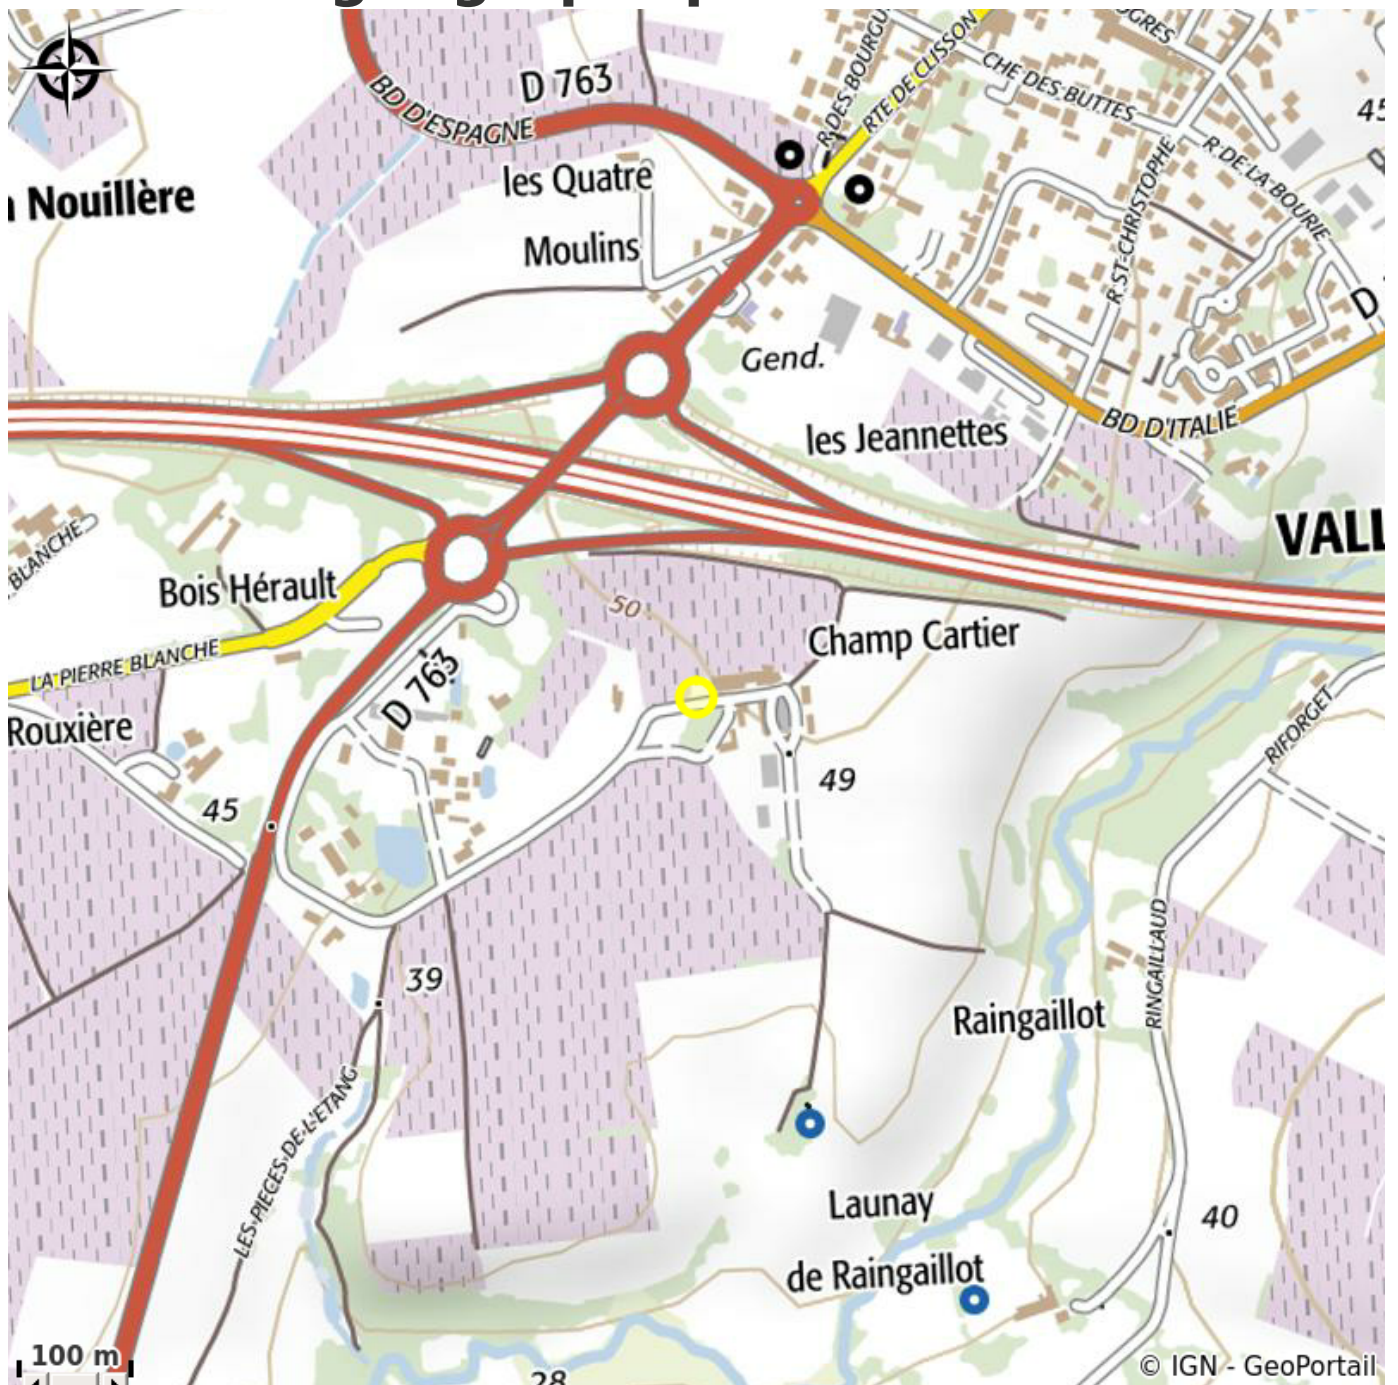 D 763
BD D'ESPAGNE
R DES BOURGU
RTE DE CLISSON
OGRES
CHE DES BUTTES
45
R DE LA BOURIE
R ST-CHRISTOPHE
les Quatre
Moulins
Nouillère
D
Gend.
les Jeannettes
BD D'ITALIE
VALL
BLANCHE
Bois Hérault
50
Champ Cartier
LA PIERRE BLANCHE
D 763
Rouxière
RIFORGET
49
45
39
RINGAILLAUD
Raingaillot
LES-PIECES-DE-L'ETANG
Launay
de Raingaillot
40
100 m
28
© IGN - GeoPortail